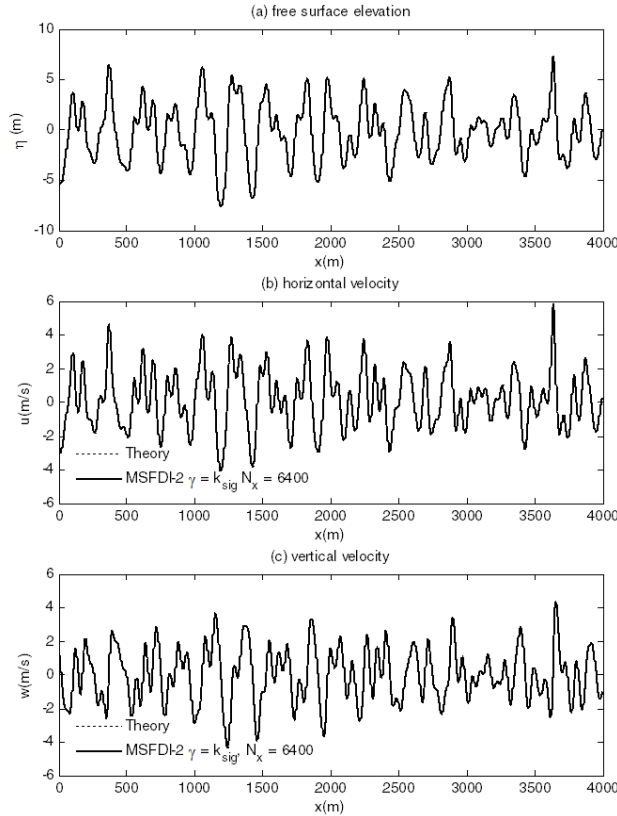 (a) free surface elevation
10
5
0
-5
-10
η (m)
0 500 1000 1500 2000 2500 3000 3500 4000
x(m)
(b) horizontal velocity
6
4
2
0
-2
-4
-6
u(m/s)
Theory
MSFDI-2 γ = k_sig N_x = 6400
0 500 1000 1500 2000 2500 3000 3500 4000
x(m)
(c) vertical velocity
6
4
2
0
-2
-4
-6
w(m/s)
Theory
MSFDI-2 γ = k_sig, N_x = 6400
0 500 1000 1500 2000 2500 3000 3500 4000
x(m)